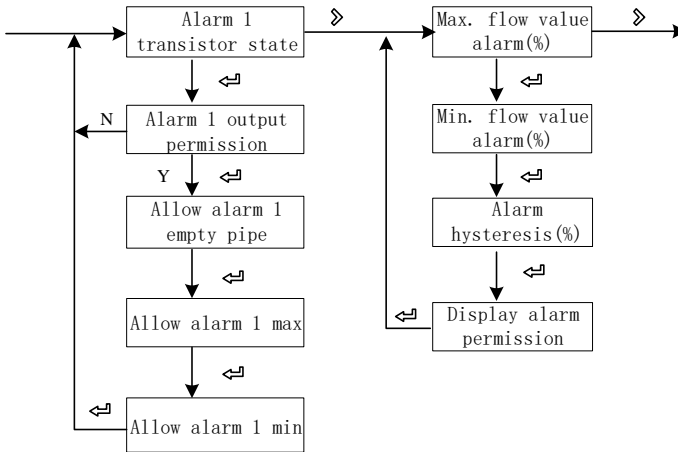 Alarm 1
transistor state
Max. flow value
alarm(%)
N
Alarm 1 output
permission
Min. flow value
alarm(%)
Y
Allow alarm 1
empty pipe
Alarm
hysteresis(%)
Allow alarm 1 max
Display alarm
permission
Allow alarm 1 min